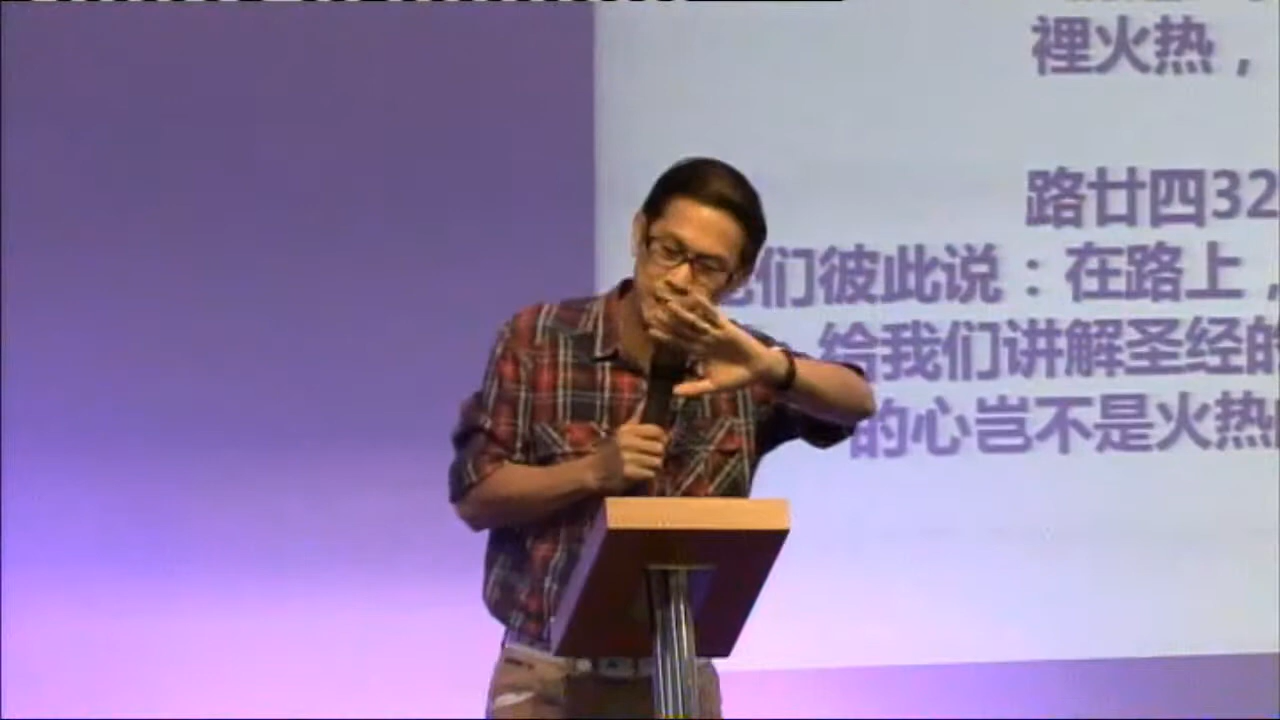 裡火热，
路廿四32
们彼此说：在路上，
给我们讲解圣经的
的心岂不是火热